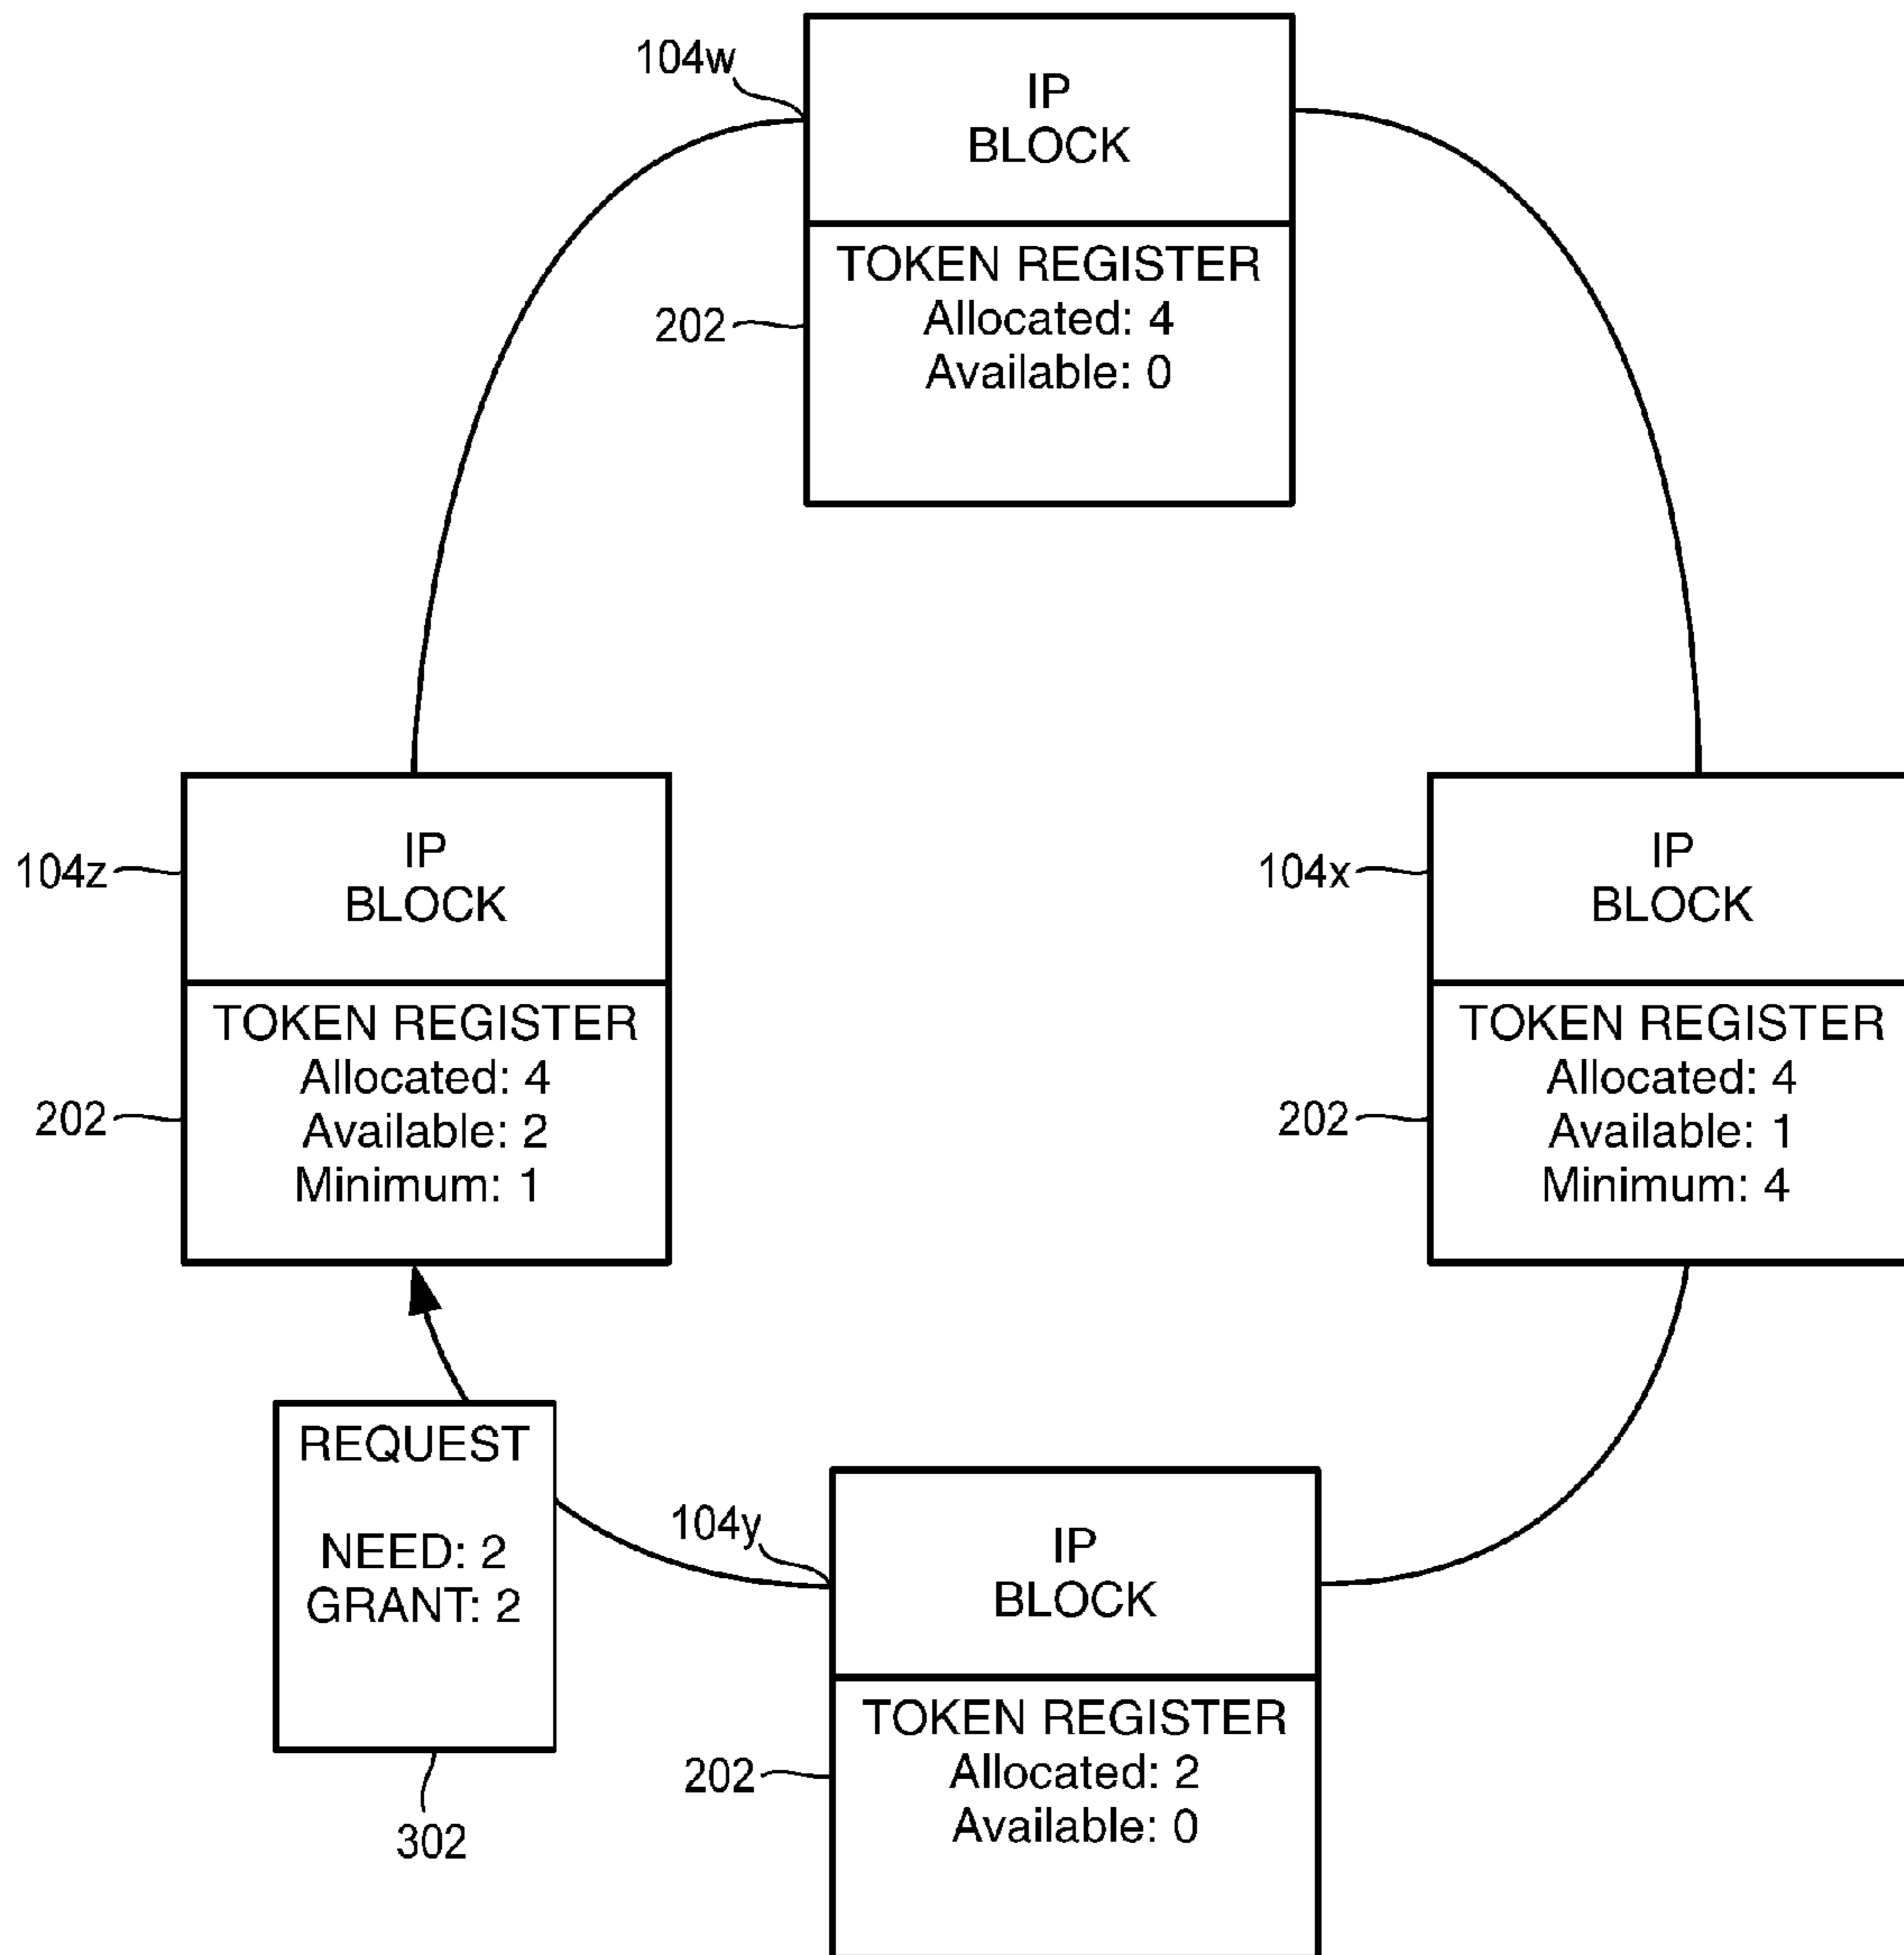 104w
IP
BLOCK
TOKEN REGISTER
202
Allocated: 4
Available: 0
104z
IP
BLOCK
TOKEN REGISTER
Allocated: 4
202
Available: 2
Minimum: 1
104x
IP
BLOCK
TOKEN REGISTER
Allocated: 4
202
Available: 1
Minimum: 4
REQUEST
NEED: 2
GRANT: 2
302
104y
IP
BLOCK
TOKEN REGISTER
202
Allocated: 2
Available: 0